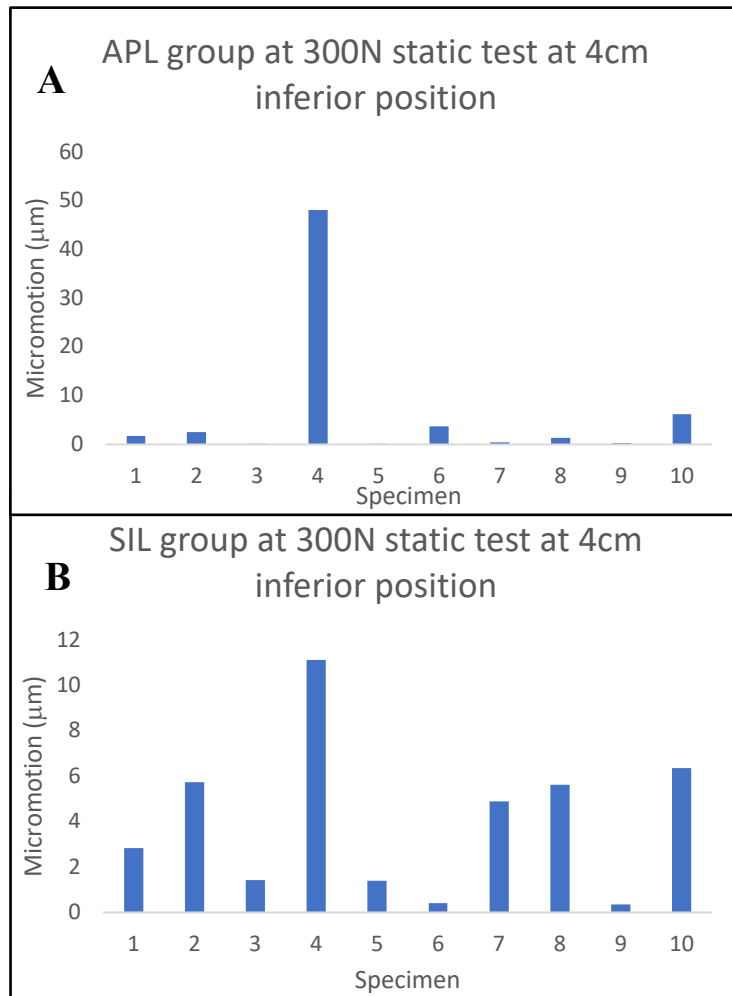 APL group at 300N static test at 4cm
A
inferior position
60
50
40
30
20
10
0
Micromotion (μm)
1 2 3 4 5 6 7 8 9 10
Specimen
SIL group at 300N static test at 4cm
B
inferior position
12
10
8
6
4
2
0
Micromotion (μm)
1 2 3 4 5 6 7 8 9 10
Specimen